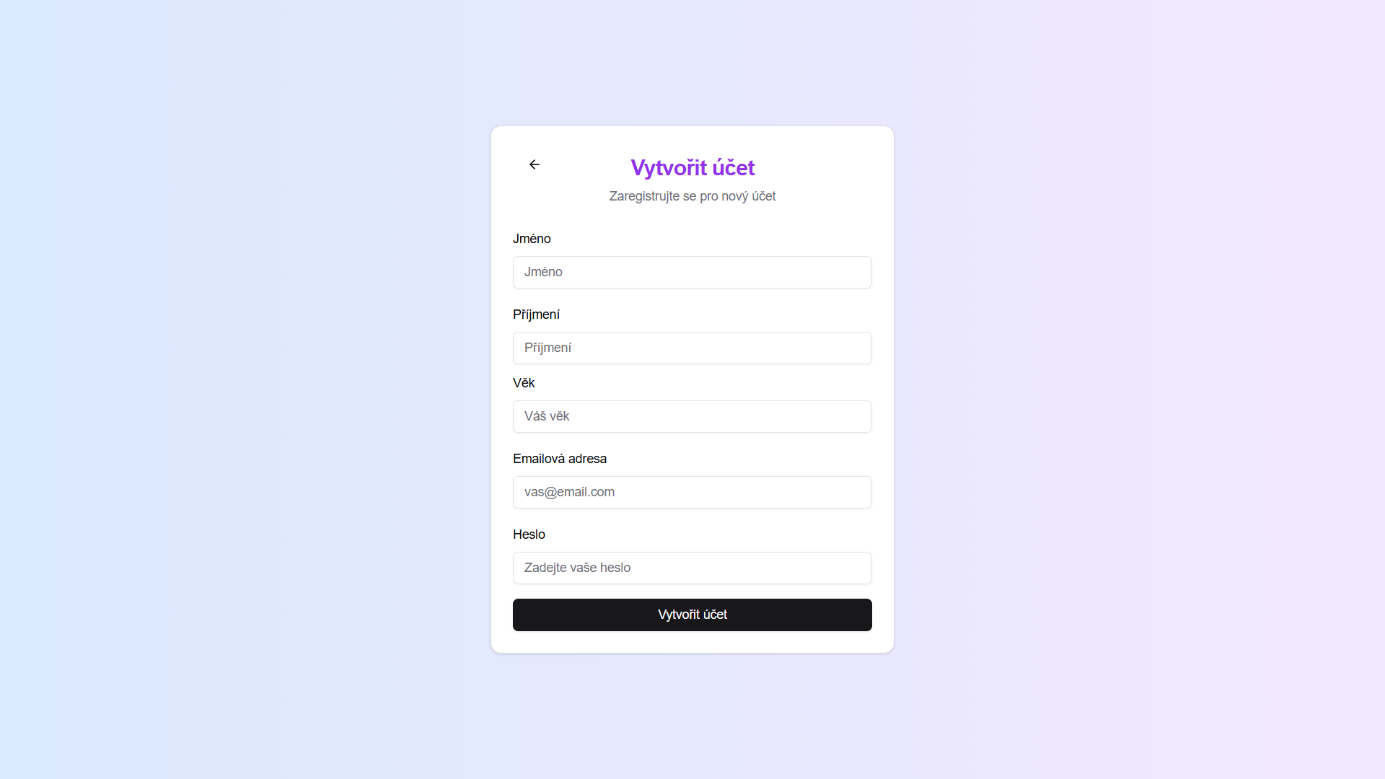 Vytvořit účet
Zaregistrujte se pro nový účet
Jméno
Jméno
Příjmení
Příjmení
Věk
Váš věk
Emailová adresa
vas@email.com
Heslo
Zadejte vaše heslo
Vytvořit účet